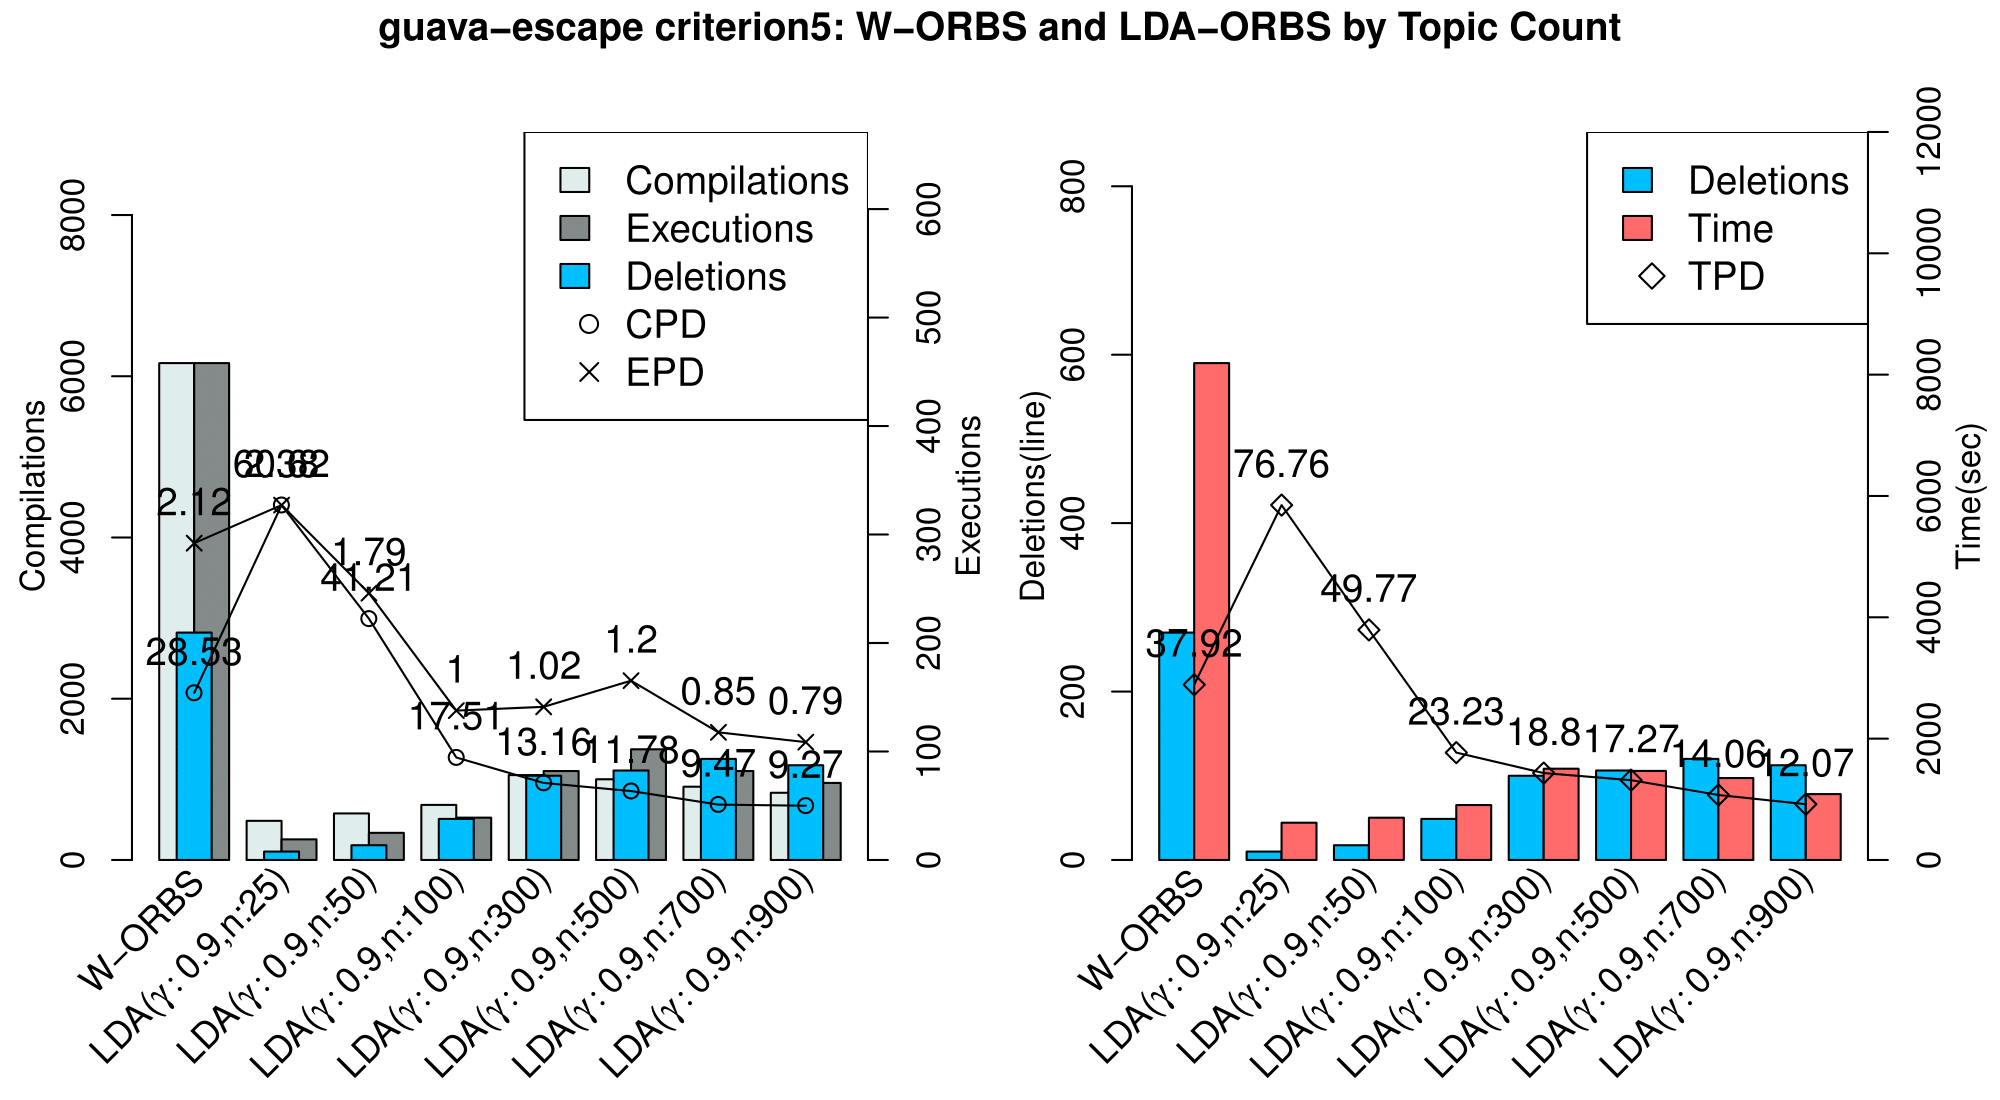 guava−escape criterion5: W−ORBS and LDA−ORBS by Topic Count
Compilations
0
2000
4000
6000
8000
Compilations
Executions
Deletions
CPD
EPD
2.12
28.53
1.79
41.21
1
17.51
1.02
13.16
1.2
11.78
0.85
9.47
0.79
9.27
0
100
200
300
400
500
600
Executions
W−ORBS
LDA(γ: 0.9,n:25)
LDA(γ: 0.9,n:50)
LDA(γ: 0.9,n:100)
LDA(γ: 0.9,n:300)
LDA(γ: 0.9,n:500)
LDA(γ: 0.9,n:700)
LDA(γ: 0.9,n:900)
Deletions(line)
0
200
400
600
800
Deletions
Time
TPD
37.92
76.76
49.77
23.23
18.8
17.27
14.06
12.07
0
2000
4000
6000
8000
10000
12000
Time(sec)
W−ORBS
LDA(γ: 0.9,n:25)
LDA(γ: 0.9,n:50)
LDA(γ: 0.9,n:100)
LDA(γ: 0.9,n:300)
LDA(γ: 0.9,n:500)
LDA(γ: 0.9,n:700)
LDA(γ: 0.9,n:900)